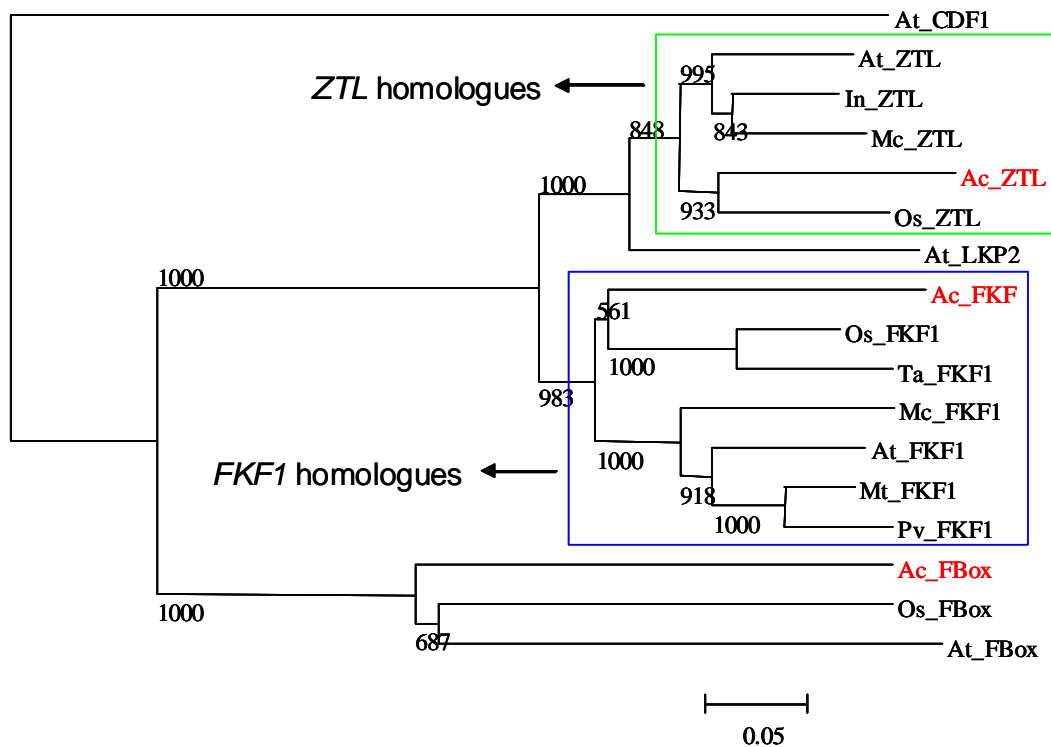 At_CDF1
At_ZTL
995
ZTL homologues
In_ZTL
848
843
Mc_ZTL
1000
Ac_ZTL
933
Os_ZTL
At_LKP2
1000
Ac_FKF
561
Os_FKF1
1000
Ta_FKF1
983
Mc_FKF1
At_FKF1
1000
FKF1 homologues
918
Mt_FKF1
1000
Pv_FKF1
Ac_FBox
1000
Os_FBox
687
At_FBox
0.05